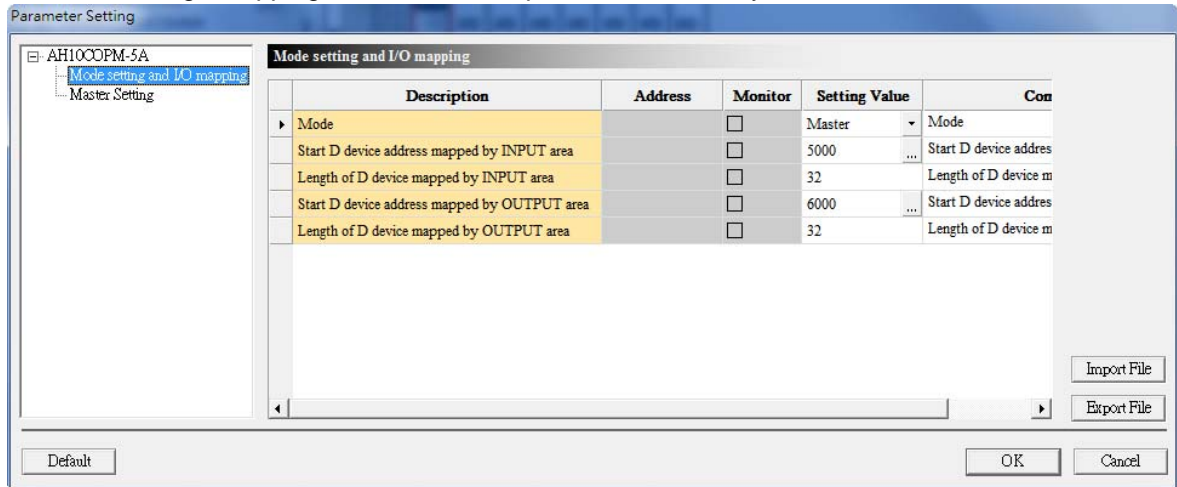 Parameter Setting
AH10COPM-5A
Mode setting and I/O mapping
Master Setting
Mode setting and I/O mapping
Description Address Monitor Setting Value Con
Mode Master Mode
Start D device address mapped by INPUT area 5000 ... Start D device addres
Length of D device mapped by INPUT area 32 Length of D device m
Start D device address mapped by OUTPUT area 6000 ... Start D device addres
Length of D device mapped by OUTPUT area 32 Length of D device m
Import File
Export File
Default OK Cancel